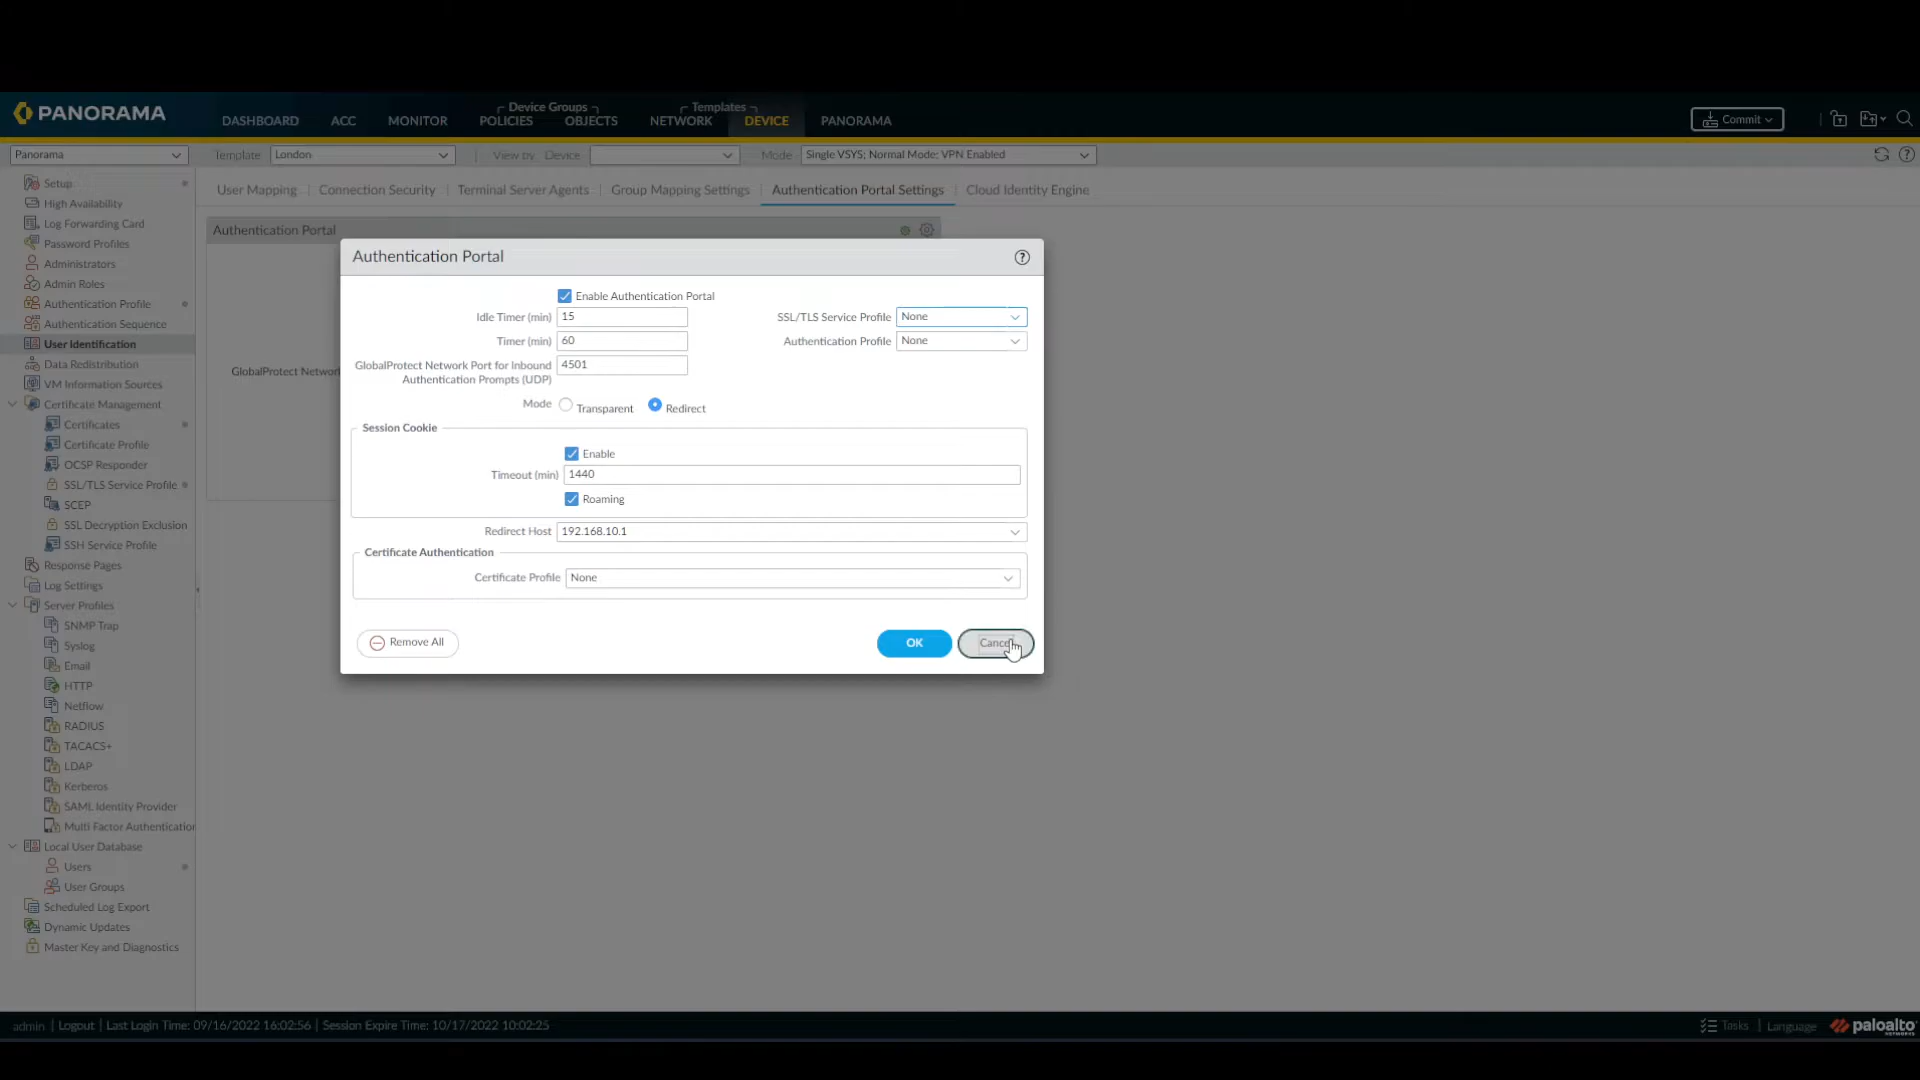 PANORAMA
DASHBOARD
ACC
MONITOR
Device Groups
POLICIES
OBJECTS
Templates
NETWORK
DEVICE
PANORAMA
Commit
Panorama
Template London
View by Device
Mode Single VSYS; Normal Mode; VPN Enabled
User Mapping
Connection Security
Terminal Server Agents
Group Mapping Settings
Authentication Portal Settings
Cloud Identity Engine
Setup
High Availability
Log Forwarding Card
Password Profiles
Administrators
Admin Roles
Authentication Profile
Authentication Sequence
User Identification
Data Redistribution
VM Information Sources
Certificate Management
Certificates
Certificate Profile
OCSP Responder
SSL/TLS Service Profile
SCEP
SSL Decryption Exclusion
SSH Service Profile
Response Pages
Log Settings
Server Profiles
SNMP Trap
Syslog
Email
HTTP
Netflow
RADIUS
TACACS+
LDAP
Kerberos
SAML Identity Provider
Multi Factor Authentication
Local User Database
Users
User Groups
Scheduled Log Export
Dynamic Updates
Master Key and Diagnostics
Authentication Portal
GlobalProtect Network
Authentication Portal
Enable Authentication Portal
Idle Timer (min) 15
SSL/TLS Service Profile None
Timer (min) 60
Authentication Profile None
GlobalProtect Network Port for Inbound
Authentication Prompts (UDP) 4501
Mode Transparent Redirect
Session Cookie
Enable
Timeout (min) 1440
Roaming
Redirect Host 192.168.10.1
Certificate Authentication
Certificate Profile None
Remove All
OK
Cancel
admin | Logout | Last Login Time: 09/16/2022 16:02:56 | Session Expire Time: 10/17/2022 10:02:25
Tasks | Language
paloalto
NETWORKS